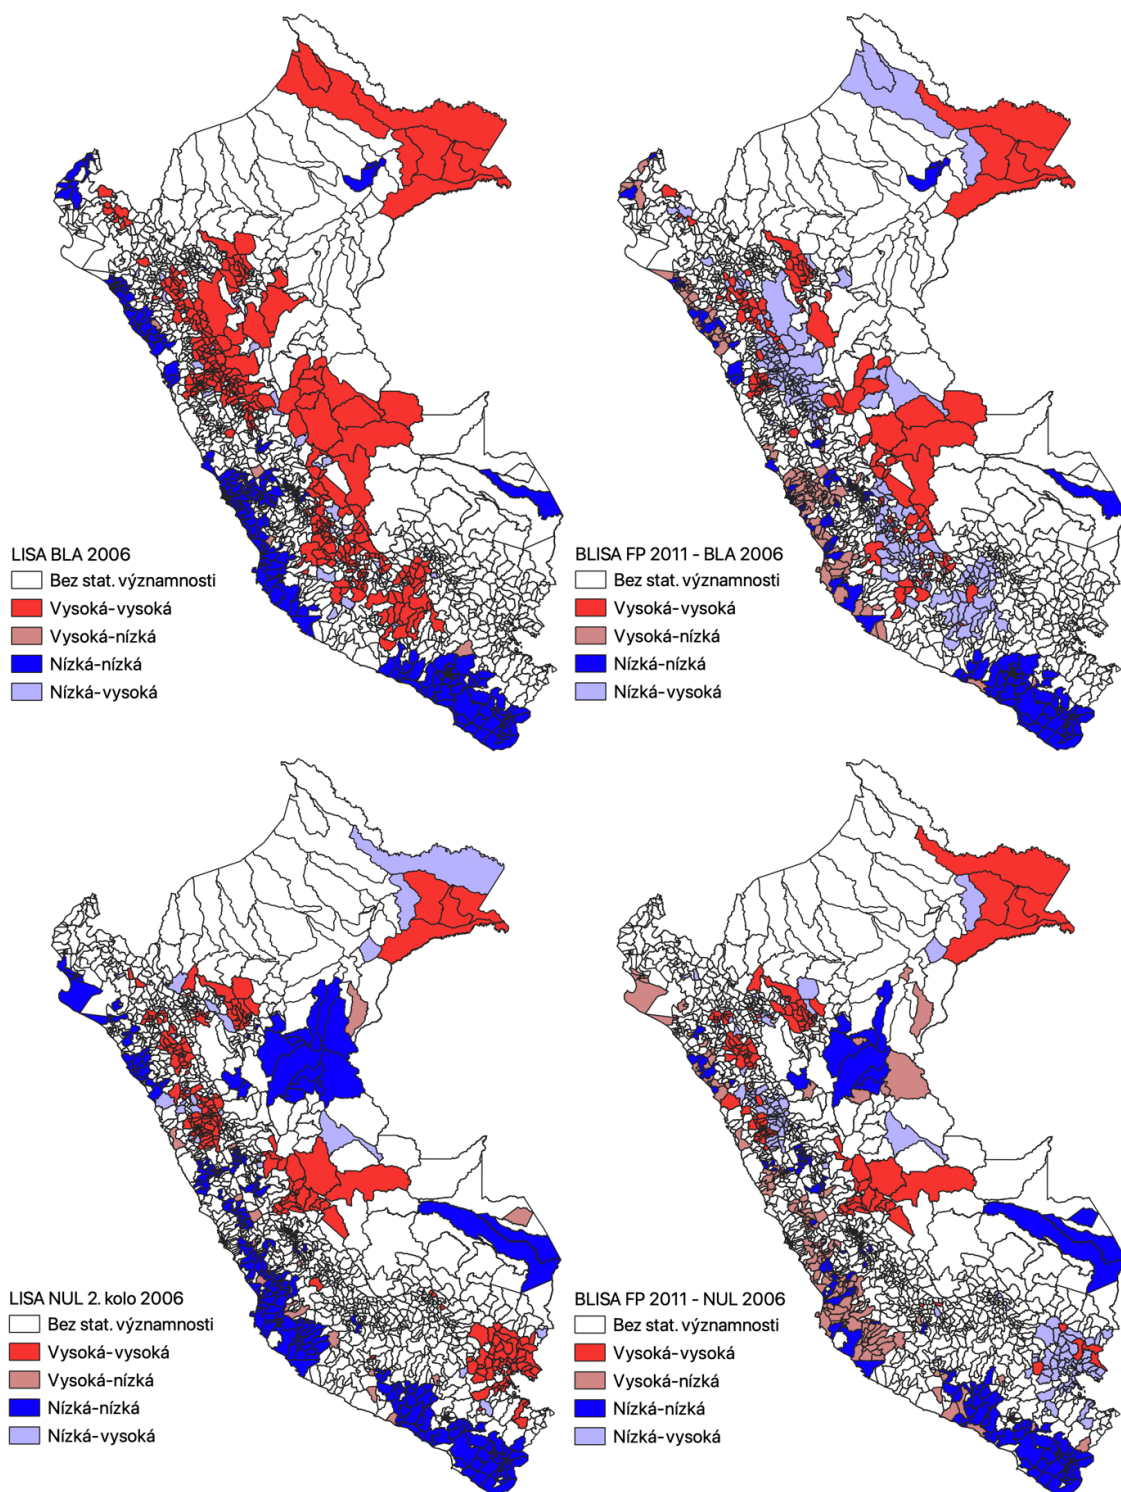 LISA BLA 2006
Bez stat. významnosti
Vysoká-vysoká
Vysoká-nízká
Nízká-nízká
Nízká-vysoká
BLISA FP 2011 - BLA 2006
Bez stat. významnosti
Vysoká-vysoká
Vysoká-nízká
Nízká-nízká
Nízká-vysoká
LISA NUL 2. kolo 2006
Bez stat. významnosti
Vysoká-vysoká
Vysoká-nízká
Nízká-nízká
Nízká-vysoká
BLISA FP 2011 - NUL 2006
Bez stat. významnosti
Vysoká-vysoká
Vysoká-nízká
Nízká-nízká
Nízká-vysoká